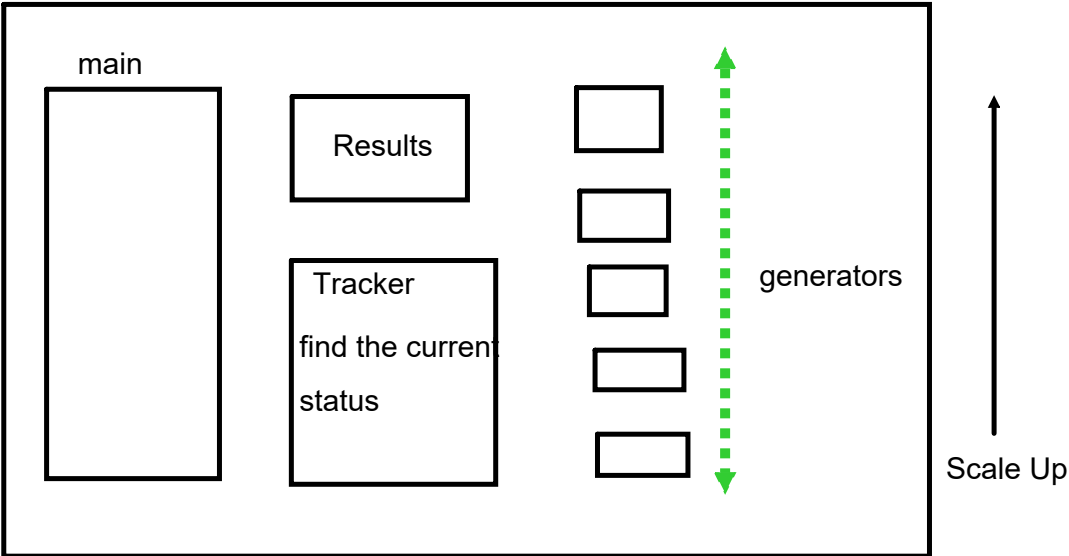 main
Results
Tracker
find the current
status
generators
Scale Up